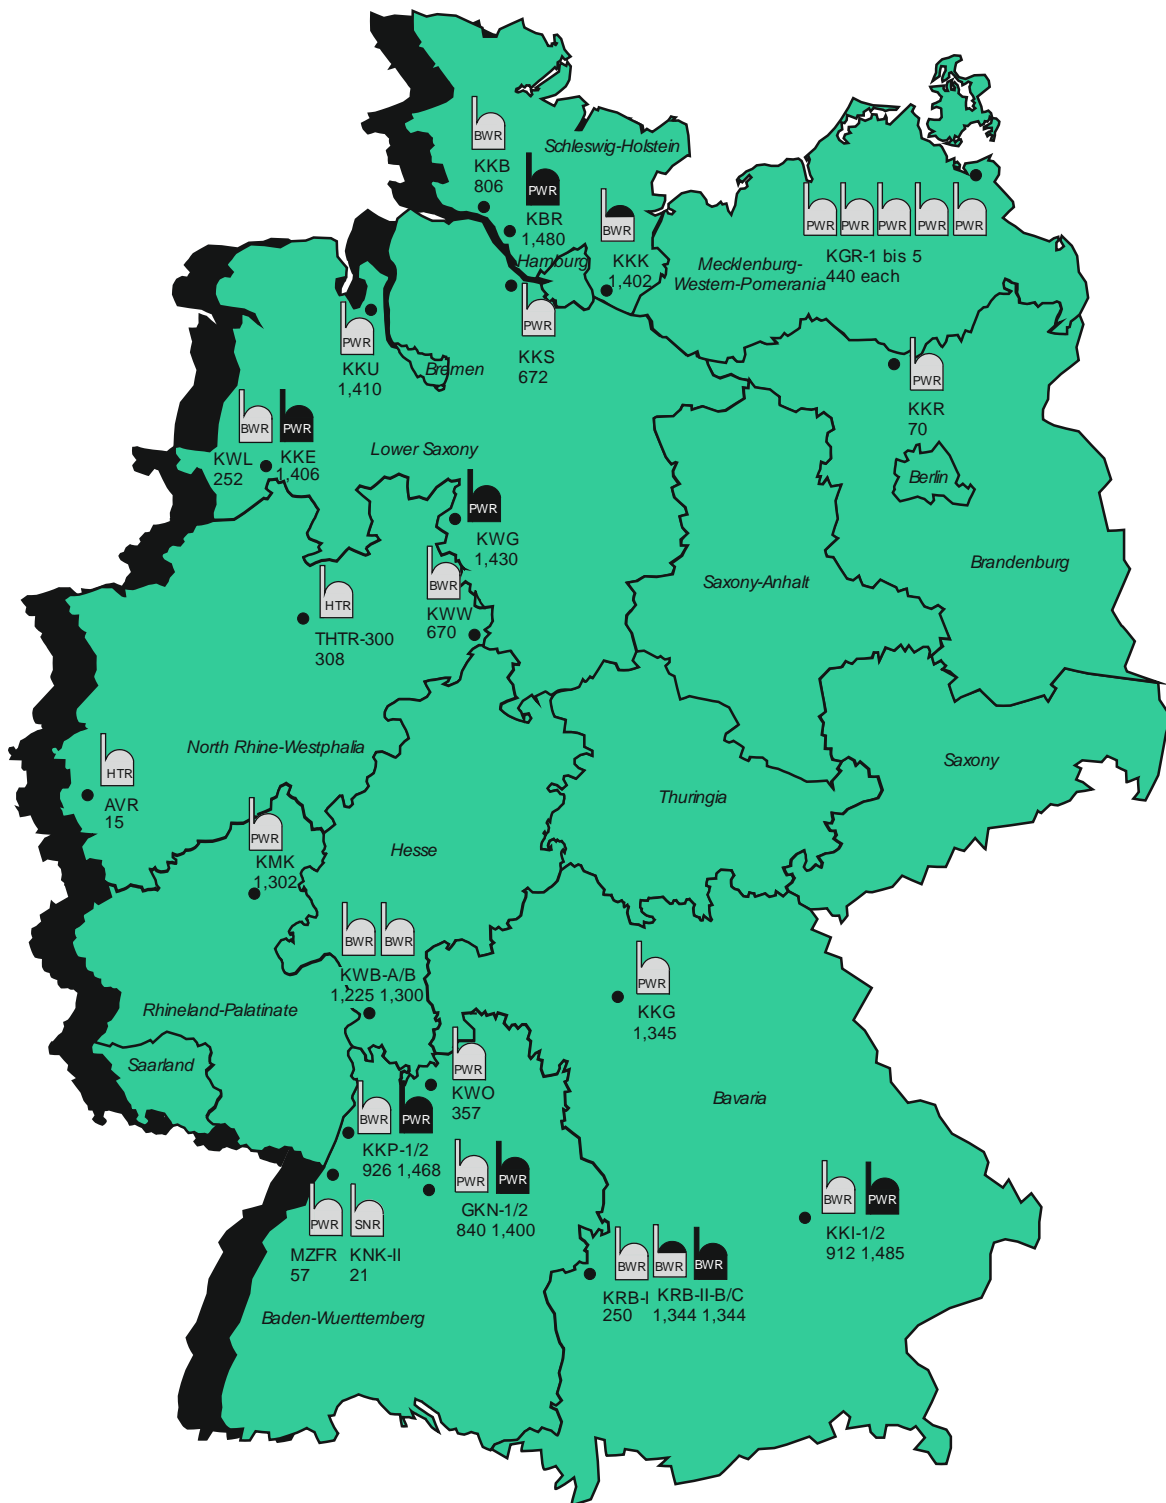 BWR
KKB
806
Schleswig-Holstein
PWR
KBR
1,480
BWR
KKK
1,402
Hamburg
PWR PWR PWR PWR PWR
KGR-1 bis 5
440 each
Mecklenburg-
Western-Pomerania
PWR
KKU
1,410
Bremen
PWR
KKS
672
PWR
KKR
70
Berlin
BWR PWR
KWL KKE
252 1,406
Lower Saxony
PWR
KWG
1,430
BWR
KWW
670
Saxony-Anhalt
Brandenburg
HTR
THTR-300
308
North Rhine-Westphalia
HTR
AVR
15
Saxony
Thuringia
PWR
KMK
1,302
Hesse
BWR BWR
KWB-A/B
1,225 1,300
PWR
KKG
1,345
Rhineland-Palatinate
Saarland
PWR
KWO
357
Bavaria
BWR PWR
KKP-1/2
926 1,468
PWR PWR
GKN-1/2
840 1,400
BWR PWR
KKI-1/2
912 1,485
PWR SNR
MZFR KNK-II
57 21
BWR BWR BWR
KRB-I KRB-II-B/C
250 1,344 1,344
Baden-Wuerttemberg